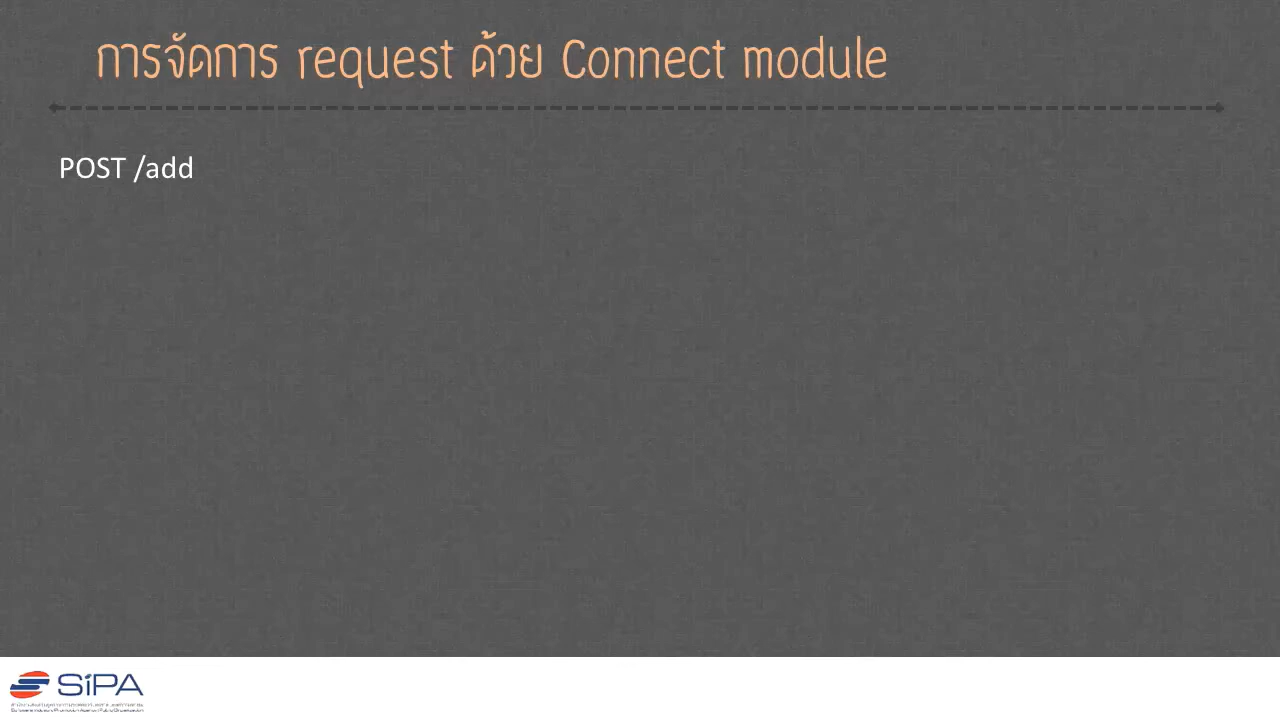 การจัดการ request ด้วย Connect module
POST /add
SiPA